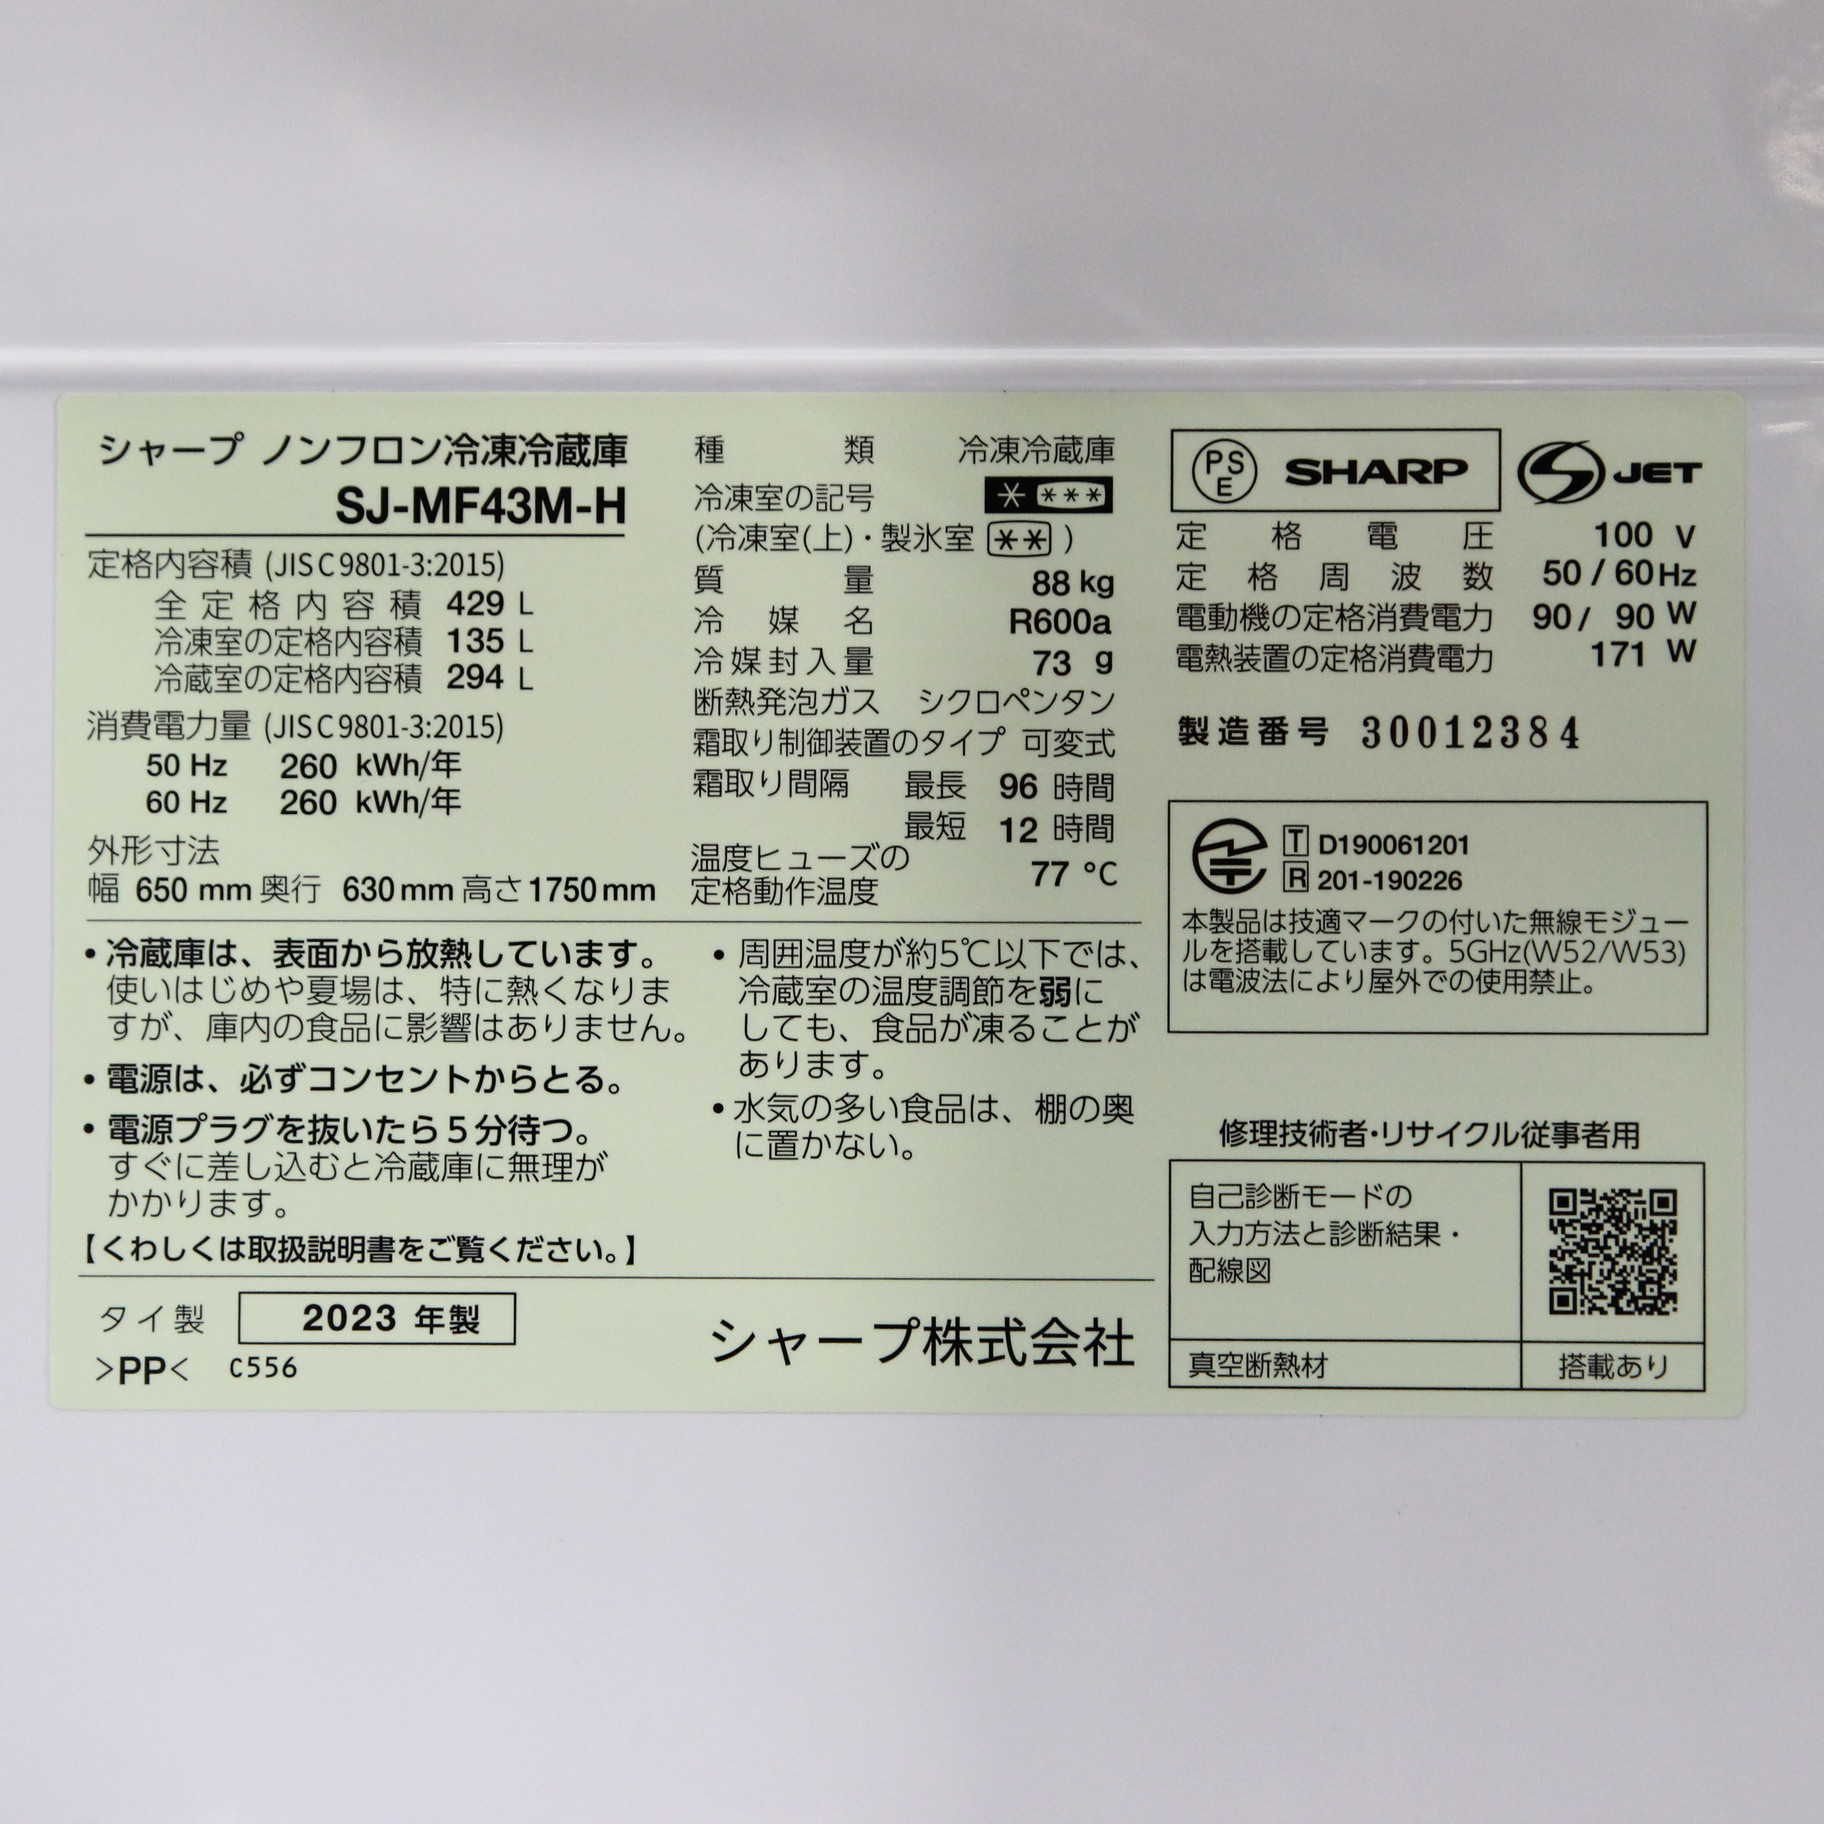 シャープ ノンフロン冷凍冷蔵庫
SJ-MF43M-H
定格内容積 (JIS C 9801-3:2015)
全定格内容積 429 L
冷凍室の定格内容積 135 L
冷蔵室の定格内容積 294 L
消費電力量 (JIS C 9801-3:2015)
50 Hz 260 kWh/年
60 Hz 260 kWh/年
外形寸法
幅 650 mm 奥行 630 mm 高さ 1750 mm
種類 冷凍冷蔵庫
冷凍室の記号 * ***
(冷凍室(上)・製氷室 ** )
質量 88 kg
冷媒名 R600a
冷媒封入量 73 g
断熱発泡ガス シクロペンタン
霜取り制御装置のタイプ 可変式
霜取り間隔 最長 96 時間
最短 12 時間
温度ヒューズの
定格動作温度 77 °C
PSE SHARP JET
定格電圧 100 V
定格周波数 50 / 60 Hz
電動機の定格消費電力 90 / 90 W
電熱装置の定格消費電力 171 W
製造番号 30012384
T D190061201
R 201-190226
本製品は技適マークの付いた無線モジュー
ルを搭載しています。5GHz(W52/W53)
は電波法により屋外での使用禁止。
• 冷蔵庫は、表面から放熱しています。
使いはじめや夏場は、特に熱くなりま
すが、庫内の食品に影響はありません。
• 電源は、必ずコンセントからとる。
• 電源プラグを抜いたら5分待つ。
すぐに差し込むと冷蔵庫に無理が
かかります。
【くわしくは取扱説明書をご覧ください。】
• 周囲温度が約5℃以下では、
冷蔵室の温度調節を弱に
しても、食品が凍ることが
あります。
• 水気の多い食品は、棚の奥
に置かない。
修理技術者・リサイクル従事者用
自己診断モードの
入力方法と診断結果・
配線図
真空断熱材 搭載あり
タイ製 2023 年製
>PP< C556
シャープ株式会社